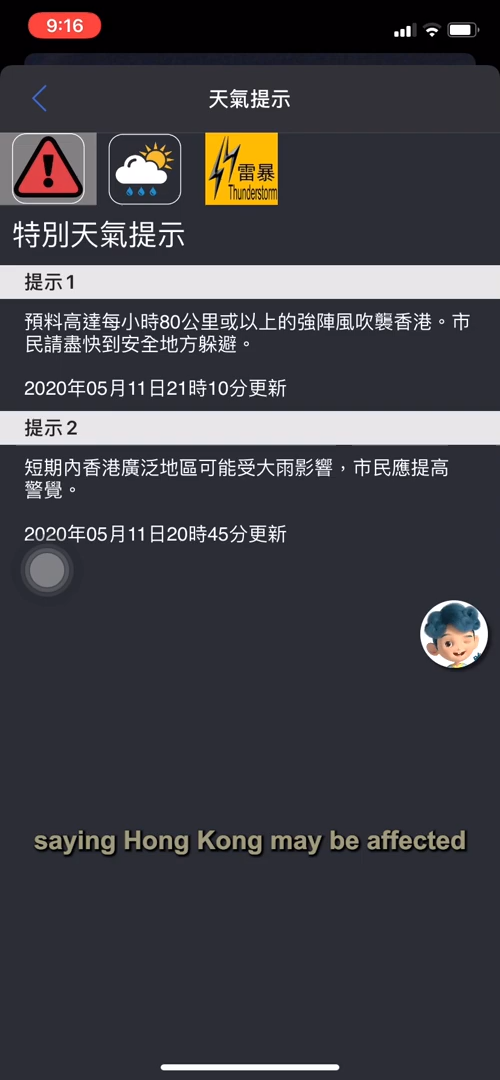 9:16
天氣提示
雷暴
Thunderstorm
特別天氣提示
提示1
預料高達每小時80公里或以上的強陣風吹襲香港。市
民請盡快到安全地方躲避。
2020年05月11日21時10分更新
提示2
短期內香港廣泛地區可能受大雨影響，市民應提高
警覺。
2020年05月11日20時45分更新
saying Hong Kong may be affected